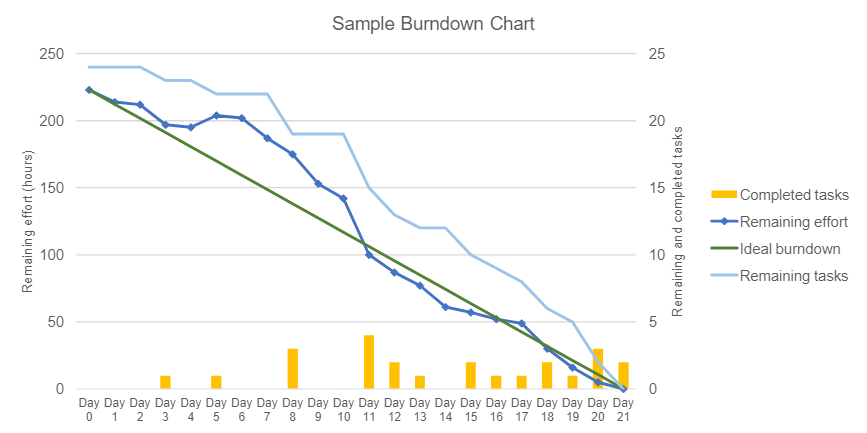 Sample Burndown Chart
250
200
150
100
50
0
Remaining effort (hours)
25
20
15
10
5
0
Remaining and completed tasks
Day Day Day Day Day Day Day Day Day Day Day Day Day Day Day Day Day Day Day Day Day Day
0 1 2 3 4 5 6 7 8 9 10 11 12 13 14 15 16 17 18 19 20 21
Completed tasks
Remaining effort
Ideal burndown
Remaining tasks